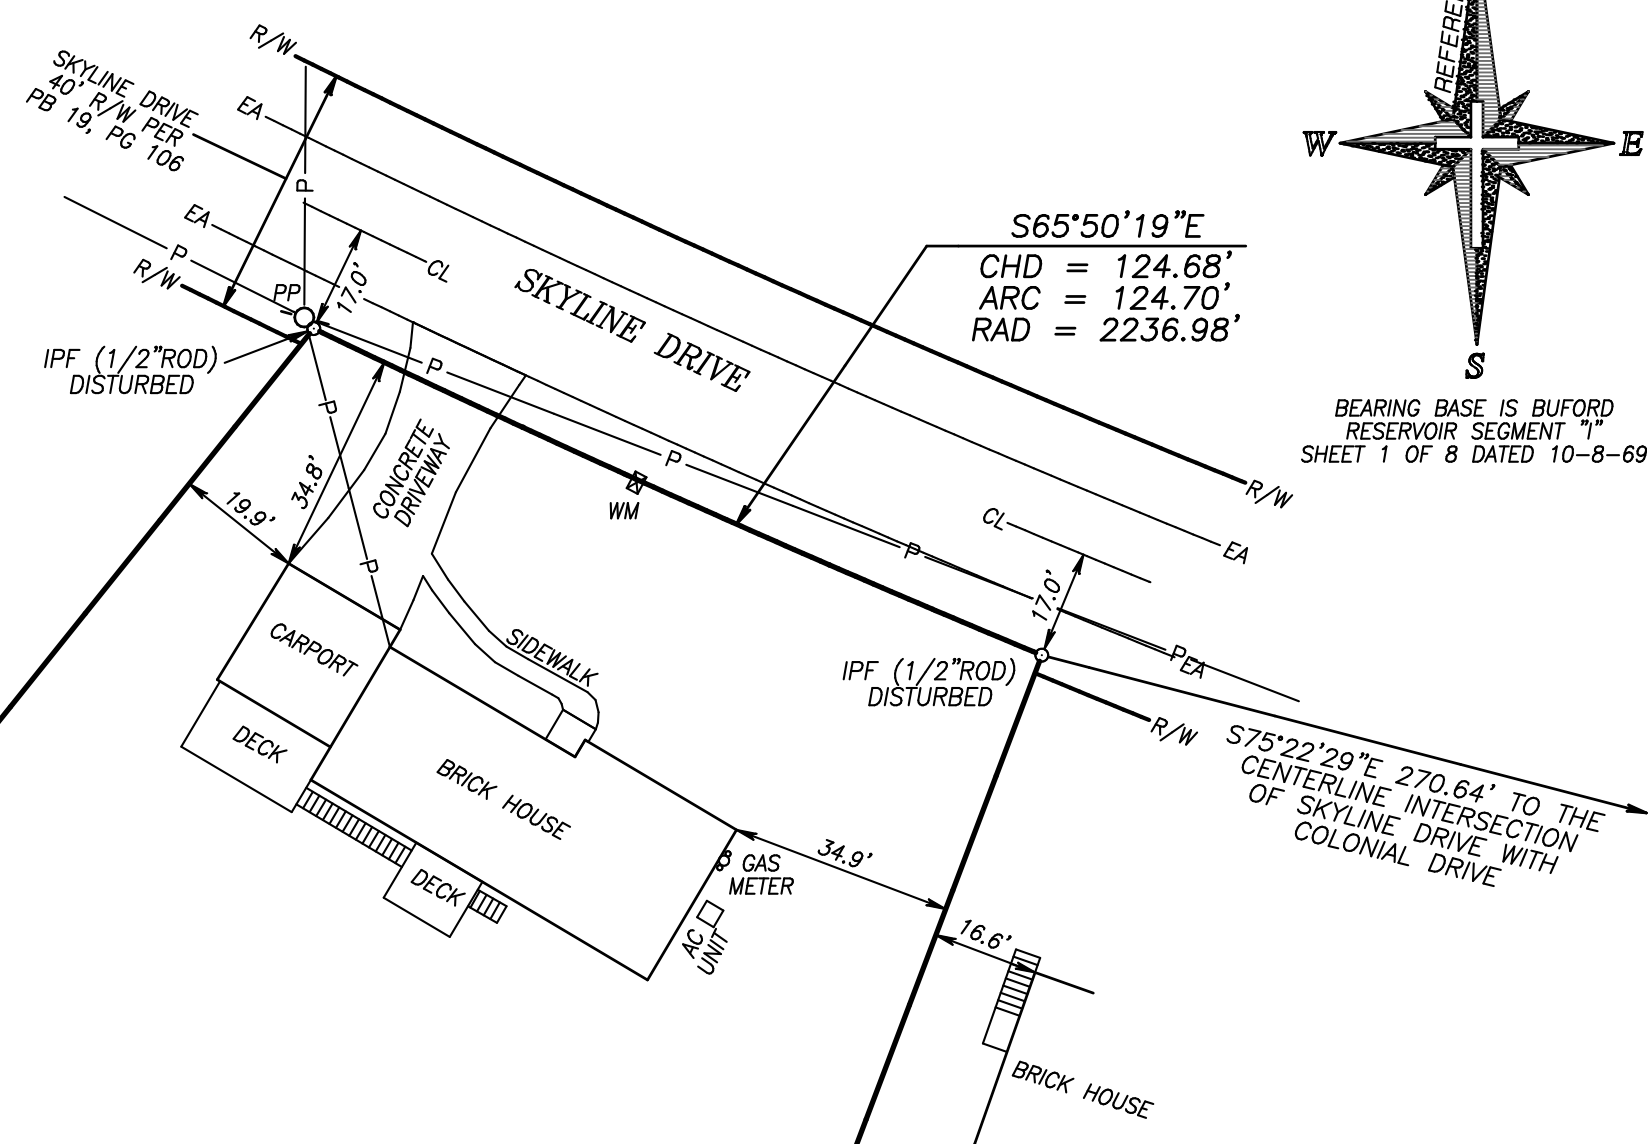 R/W
SKYLINE DRIVE
40' R/W PER
PB 19, PG 106
EA
P
EA
P
R/W
PP
17.0'
CL
SKYLINE DRIVE
IPF (1/2"ROD)
DISTURBED
P
P
34.8'
19.9'
CONCRETE
DRIVEWAY
P
P
WM
S65°50'19"E
CHD = 124.68'
ARC = 124.70'
RAD = 2236.98'
W
E
S
BEARING BASE IS BUFORD
RESERVOIR SEGMENT "I"
SHEET 1 OF 8 DATED 10-8-69
R/W
CL
EA
P
17.0'
P
EA
IPF (1/2"ROD)
DISTURBED
R/W
S75°22'29"E 270.64' TO THE
CENTERLINE INTERSECTION
OF SKYLINE DRIVE WITH
COLONIAL DRIVE
CARPORT
SIDEWALK
DECK
BRICK HOUSE
DECK
34.9'
GAS
METER
AC
UNIT
16.6'
BRICK HOUSE